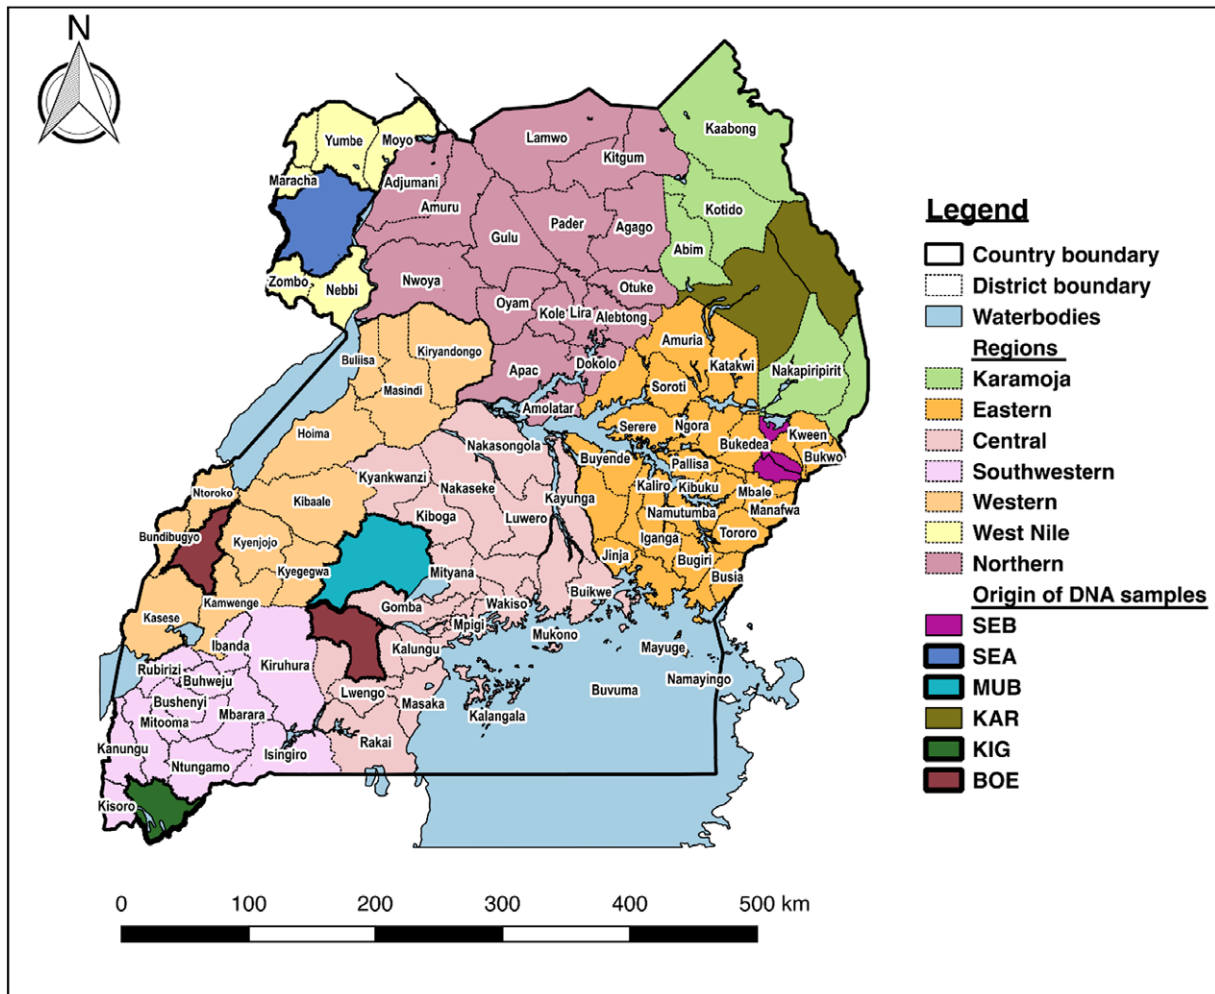 N
Kaabong
Yumbe
Moyo
Lamwo
Kitgum
Maracha
Adjumani
Amuru
Kotido
Pader
Agago
Gulu
Abim
Zombo
Nebbi
Nwoya
Otuke
Oyam
Kole
Lira
Alebtong
Amuria
Buliisa
Kiryandongo
Katakwi
Dokolo
Apac
Nakapiripirit
Masindi
Soroti
Amolatar
Serere
Ngora
Hoima
Kween
Nakasongola
Bukedea
Bukwo
Buyende
Pallisa
Kyankwanzi
Nakaseke
Kaliro
Kibuku
Mbale
Ntoroko
Kibaale
Kayunga
Manafwa
Kiboga
Luwero
Namutumba
Tororo
Bundibugyo
Kyenjojo
Iganga
Jinja
Bugiri
Kyegegwa
Mityana
Busia
Buikwe
Kamwenge
Gomba
Wakiso
Kasese
Mpigi
Mukono
Ibanda
Kalungu
Mayuge
Kiruhura
Rubirizi
Buhweju
Namayingo
Lwengo
Buvuma
Bushenyi
Masaka
Mbarara
Kalangala
Mitooma
Rakai
Kanungu
Isingiro
Ntungamo
Kisoro
Legend
Country boundary
District boundary
Waterbodies
Regions
Karamoja
Eastern
Central
Southwestern
Western
West Nile
Northern
Origin of DNA samples
SEB
SEA
MUB
KAR
KIG
BOE
0 100 200 300 400 500 km